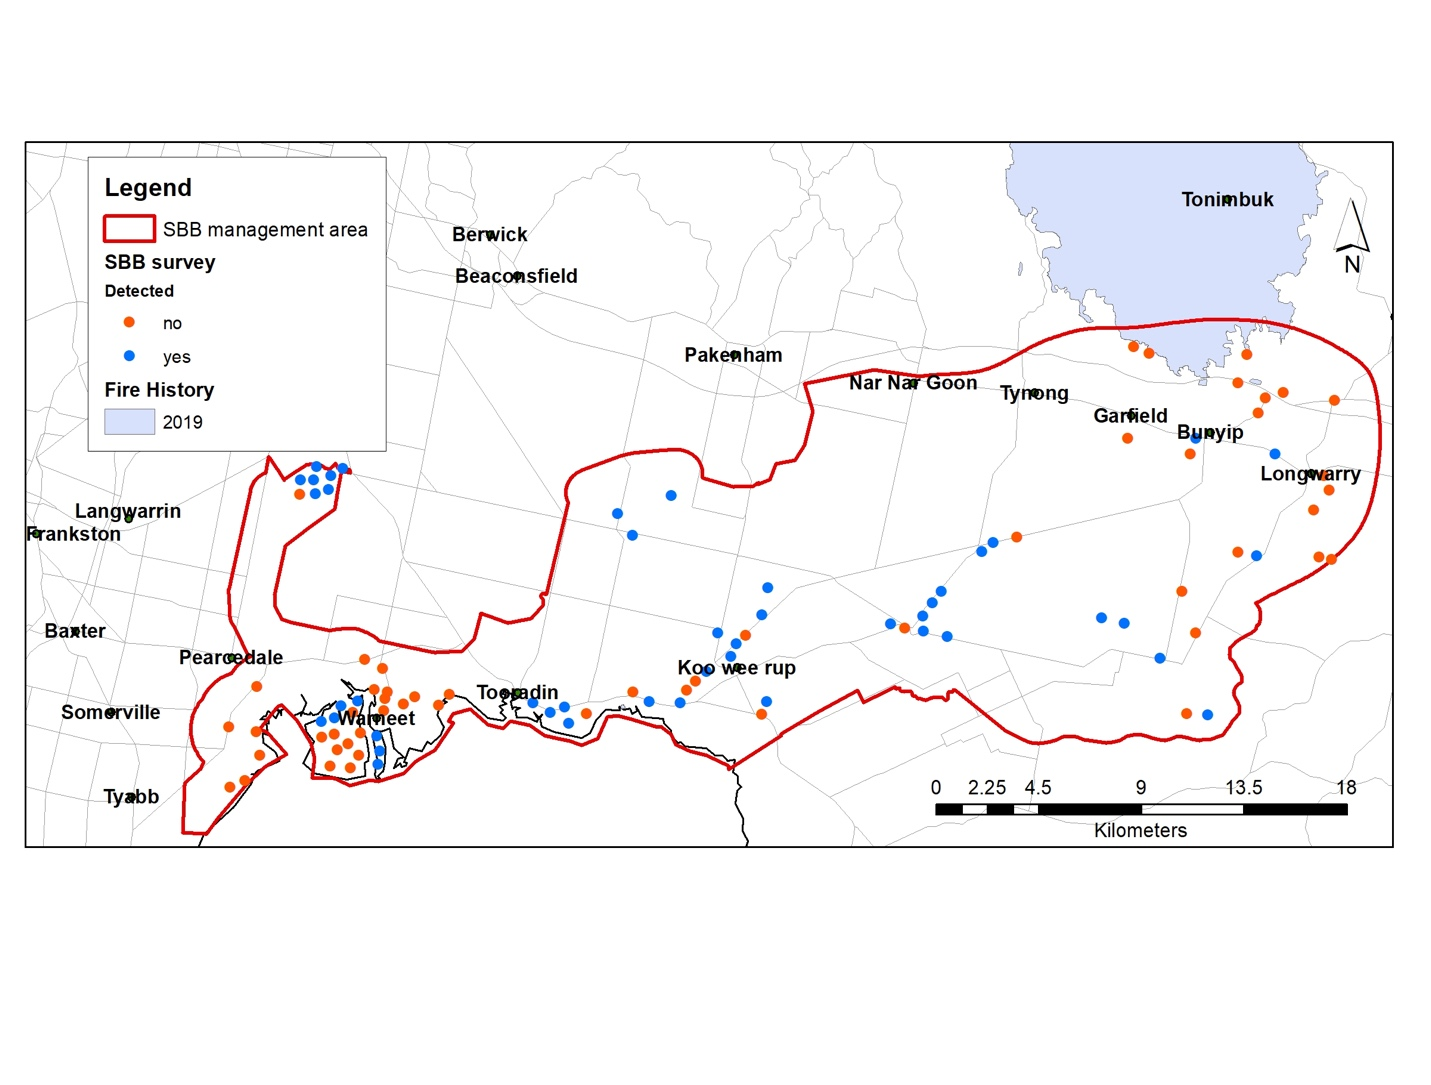 Legend
SBB management area
SBB survey
Detected
no
yes
Fire History
2019
Tonimbuk
N
Berwick
Beaconsfield
Pakenham
Nar Nar Goon
Tynong
Garfield
Bunyip
Longwarry
Langwarrin
Frankston
Baxter
Pearcedale
Koo wee rup
Tooradin
Somerville
Warneet
Tyabb
0 2.25 4.5 9 13.5 18
Kilometers